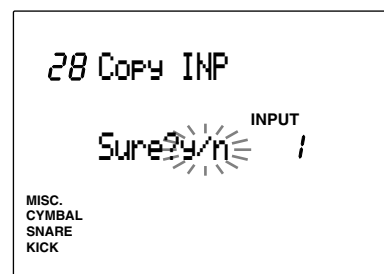 28 Copy INP
INPUT
Sure?y/n 1
MISC.
CYMBAL
SNARE
KICK